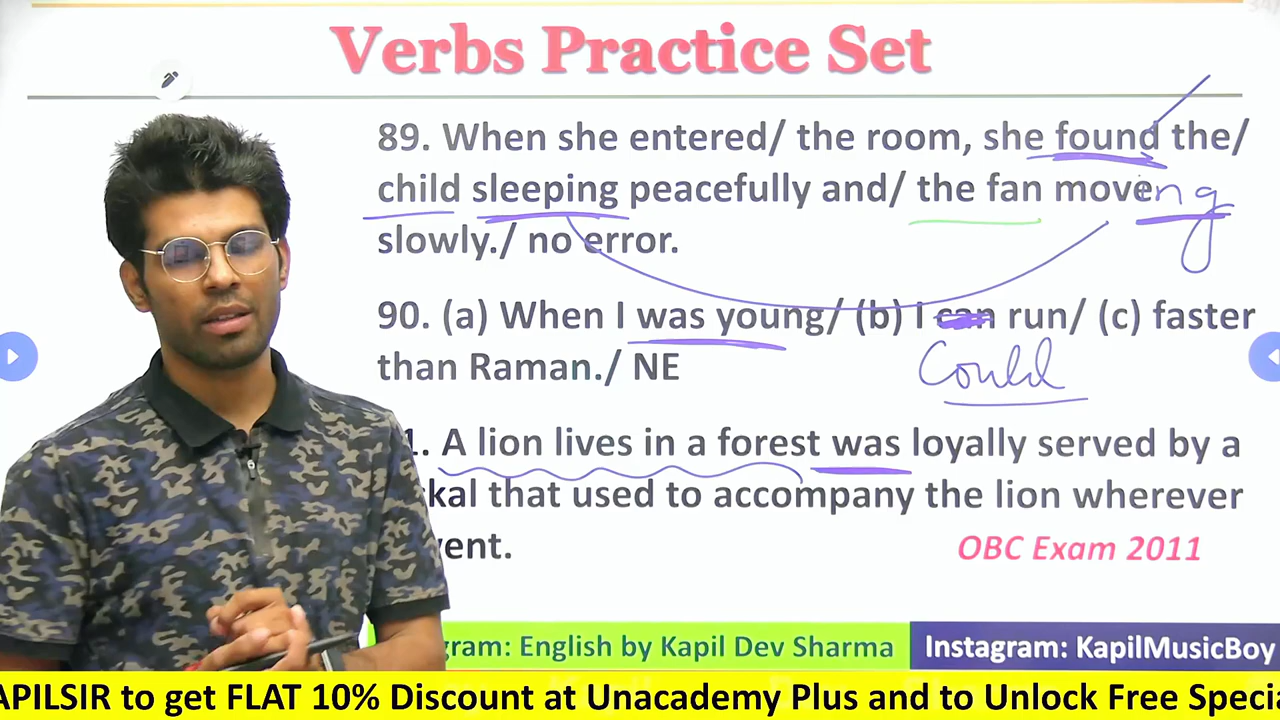 Verbs Practice Set
89. When she entered/ the room, she found the/
child sleeping peacefully and/ the fan moveing
slowly./ no error.
90. (a) When I was young/ (b) I can run/ (c) faster
Could
than Raman./ NE
1. A lion lives in a forest was loyally served by a
kal that used to accompany the lion wherever
vent.
OBC Exam 2011
gram: English by Kapil Dev Sharma
Instagram: KapilMusicBoy
APILSIR to get FLAT 10% Discount at Unacademy Plus and to Unlock Free Specia